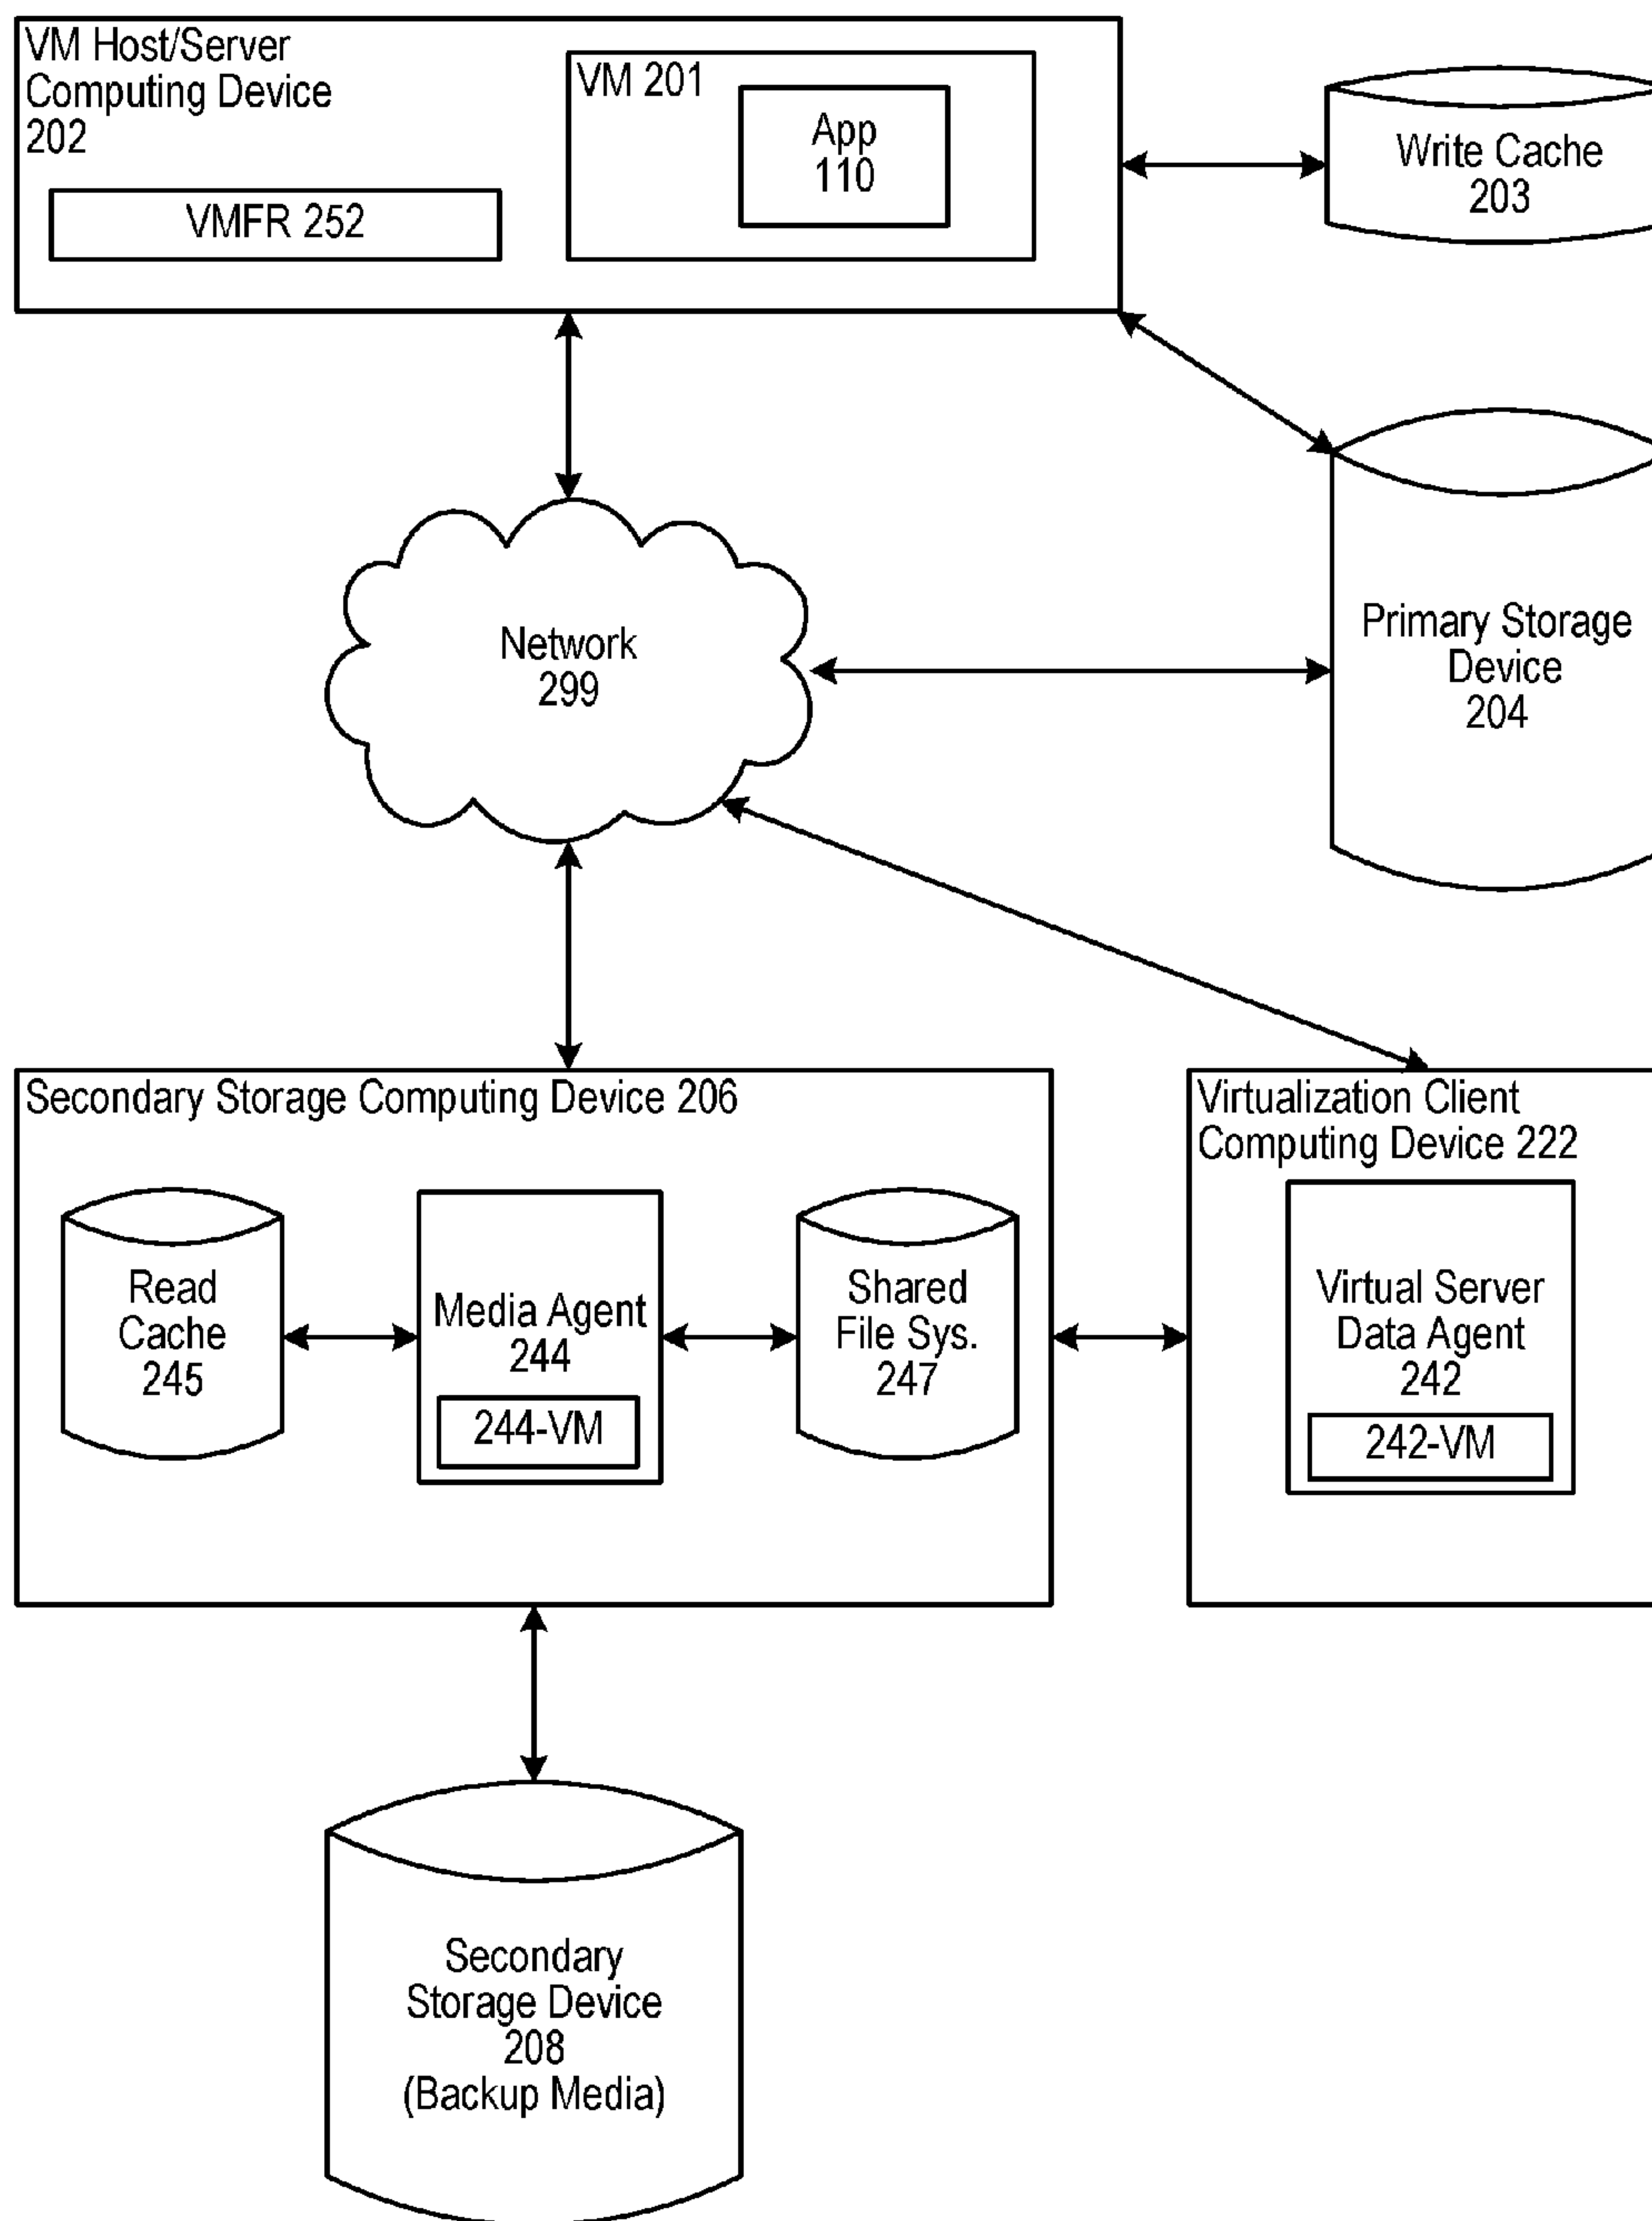 VM Host/Server
Computing Device
202
VMFR 252
VM 201
App
110
Write Cache
203
Network
299
Primary Storage
Device
204
Secondary Storage Computing Device 206
Read
Cache
245
Media Agent
244
244-VM
Shared
File Sys.
247
Virtualization Client
Computing Device 222
Virtual Server
Data Agent
242
242-VM
Secondary
Storage Device
208
(Backup Media)